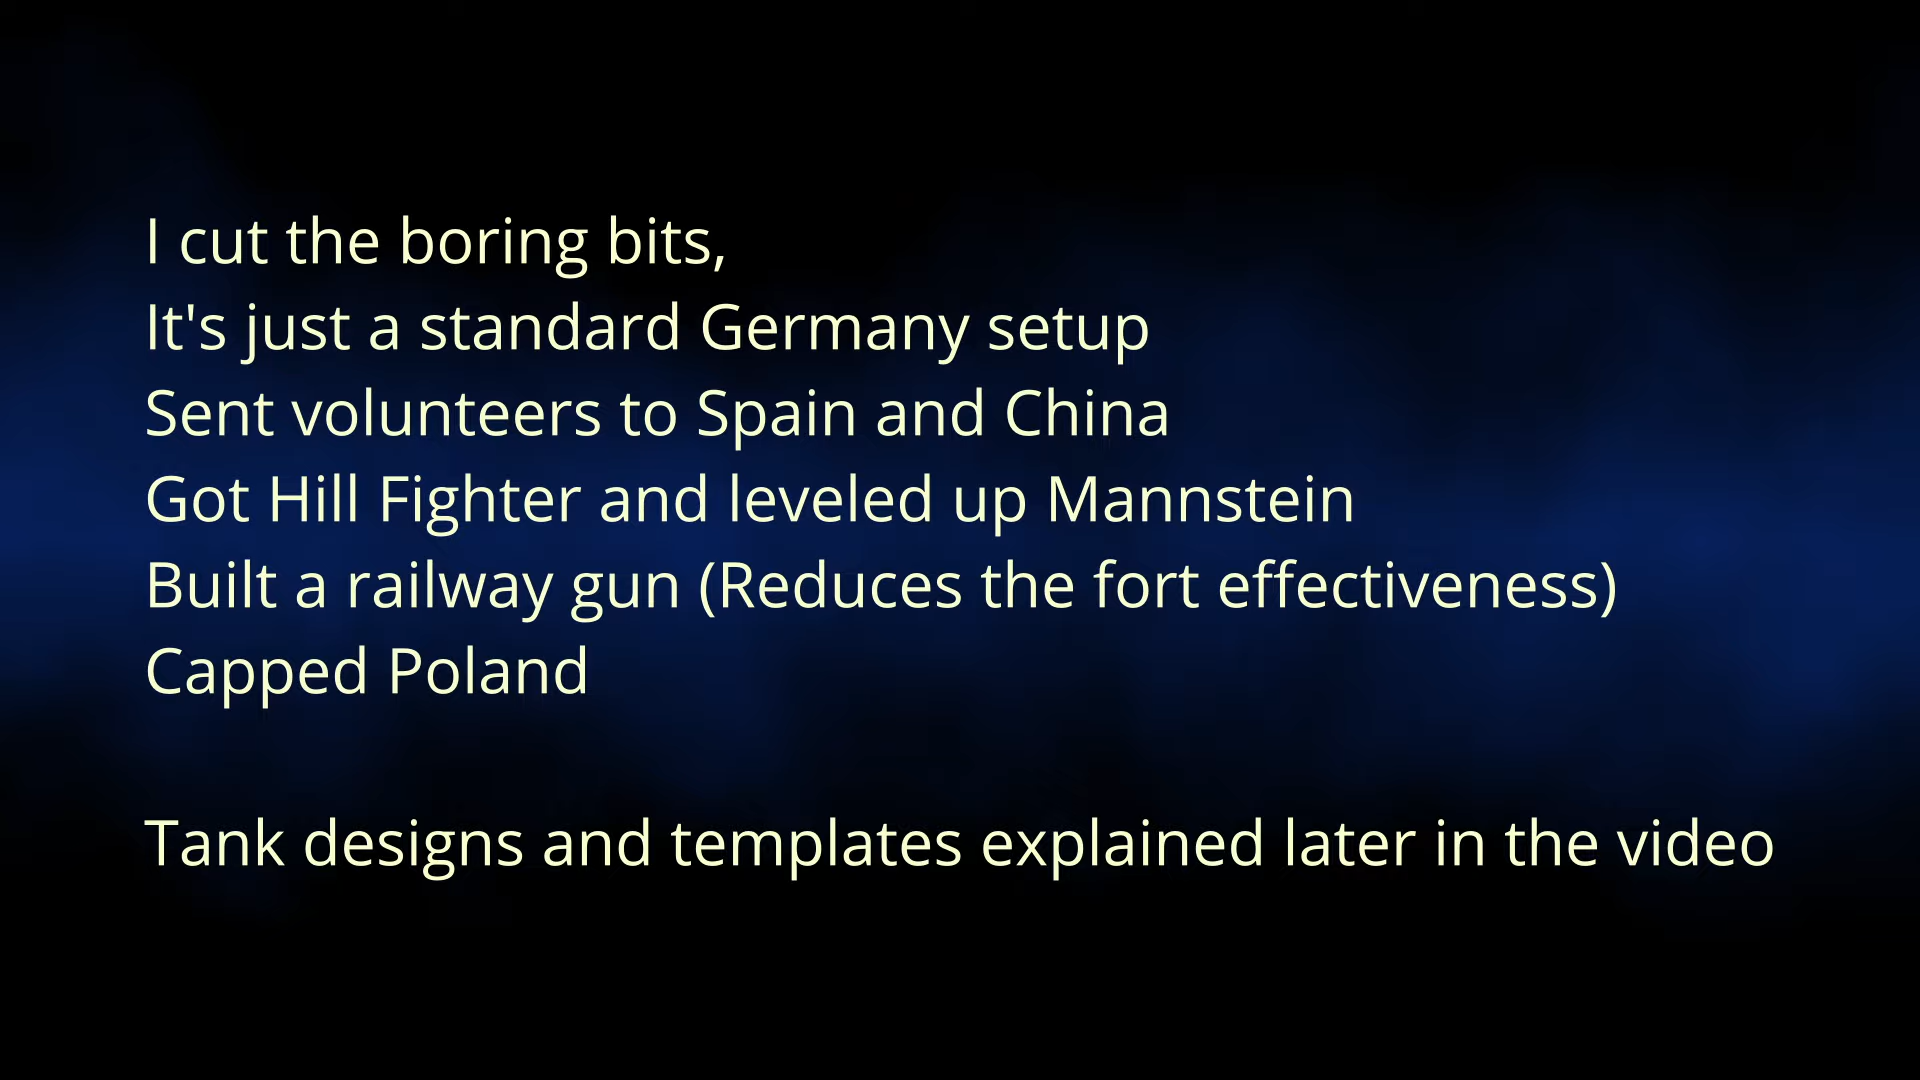 I cut the boring bits,
It's just a standard Germany setup
Sent volunteers to Spain and China
Got Hill Fighter and leveled up Mannstein
Built a railway gun (Reduces the fort effectiveness)
Capped Poland
Tank designs and templates explained later in the video